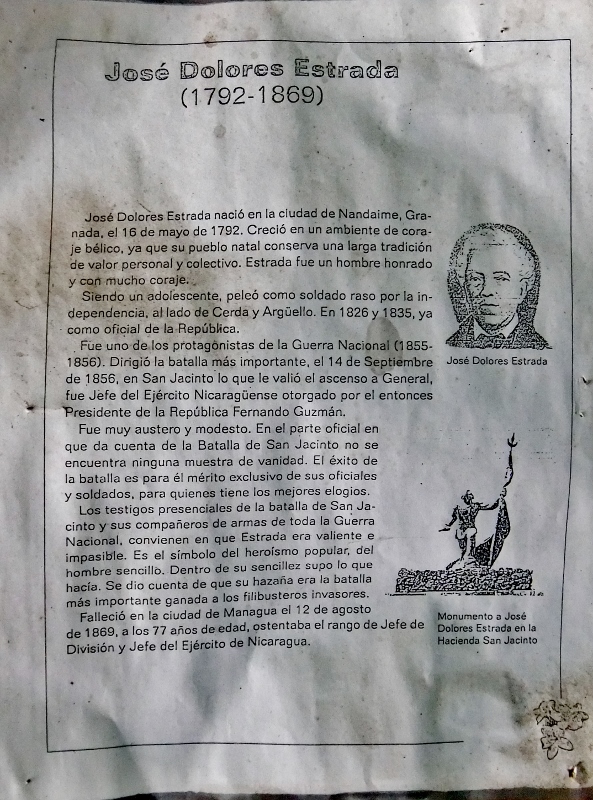 José Dolores Estrada
(1792-1869)
José Dolores Estrada nació en la ciudad de Nandaime, Gra-
nada, el 16 de mayo de 1792. Creció en un ambiente de cora-
je bélico, ya que su pueblo natal conserva una larga tradición
de valor personal y colectivo. Estrada fue un hombre honrado
y con mucho coraje.
Siendo un adolescente, peleó como soldado raso por la in-
dependencia, al lado de Cerda y Argüello. En 1826 y 1835, ya
como oficial de la República.
Fue uno de los protagonistas de la Guerra Nacional (1855-
1856). Dirigió la batalla más importante, el 14 de Septiembre
de 1856, en San Jacinto lo que le valió el ascenso a General,
fue Jefe del Ejército Nicaragüense otorgado por el entonces
Presidente de la República Fernando Guzmán.
Fue muy austero y modesto. En el parte oficial en
que da cuenta de la Batalla de San Jacinto no se
encuentra ninguna muestra de vanidad. El éxito de
la batalla es para él mérito exclusivo de sus oficiales
y soldados, para quienes tiene los mejores elogios.
Los testigos presenciales de la batalla de San Ja-
cinto y sus compañeros de armas de toda la Guerra
Nacional, convienen en que Estrada era valiente e
impasible. Es el símbolo del heroísmo popular, del
hombre sencillo. Dentro de su sencillez supo lo que
hacía. Se dio cuenta de que su hazaña era la batalla
más importante ganada a los filibusteros invasores.
Falleció en la ciudad de Managua el 12 de agosto
de 1869, a los 77 años de edad, ostentaba el rango de Jefe de
División y Jefe del Ejército de Nicaragua.
José Dolores Estrada
Monumento a José
Dolores Estrada en la
Hacienda San Jacinto